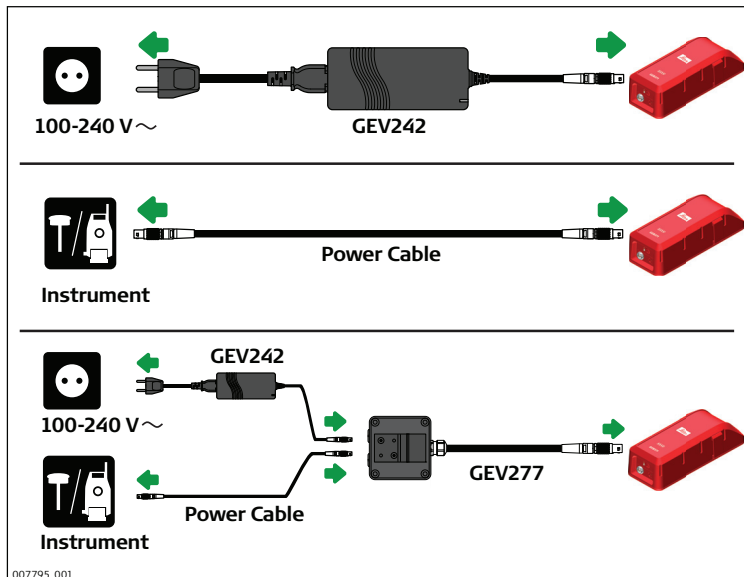 100-240 V～
GEV242
Power Cable
Instrument
GEV242
100-240 V～
GEV277
Power Cable
Instrument
007795_001